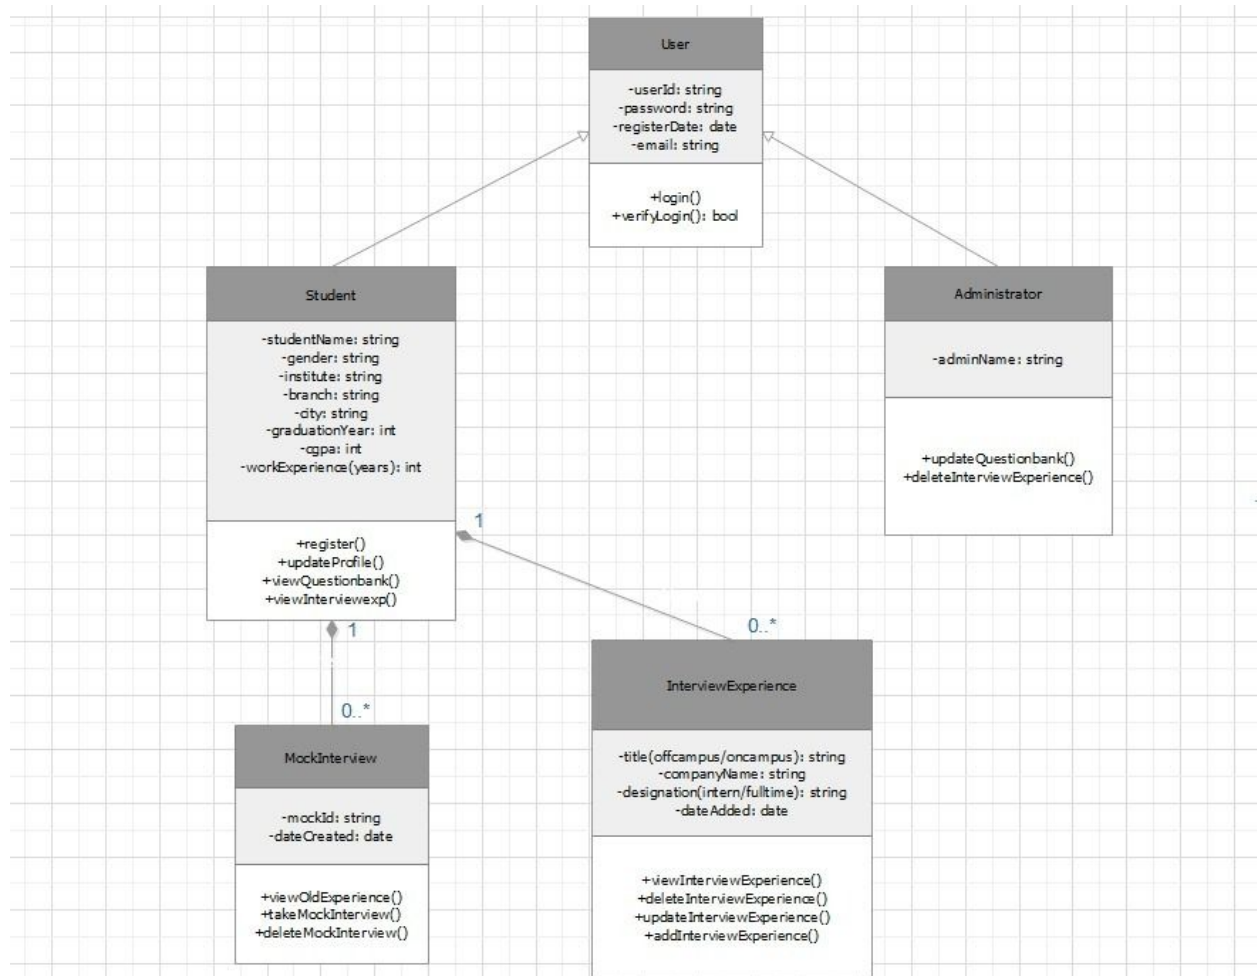 User
-userId: string
-password: string
-registerDate: date
-email: string
+login()
+verifyLogin(): bool
Student
-studentName: string
-gender: string
-institute: string
-branch: string
-city: string
-graduationYear: int
-cgpa: int
-workExperience(years): int
+register()
+updateProfile()
+viewQuestionbank()
+viewInterviewexp()
Administrator
-adminName: string
+updateQuestionbank()
+deleteInterviewExperience()
1
0..*
1
0..*
MockInterview
-mockId: string
-dateCreated: date
+viewOldExperience()
+takeMockInterview()
+deleteMockInterview()
InterviewExperience
-title(offcampus/oncampus): string
-companyName: string
-designation(intern/fulltime): string
-dateAdded: date
+viewInterviewExperience()
+deleteInterviewExperience()
+updateInterviewExperience()
+addInterviewExperience()